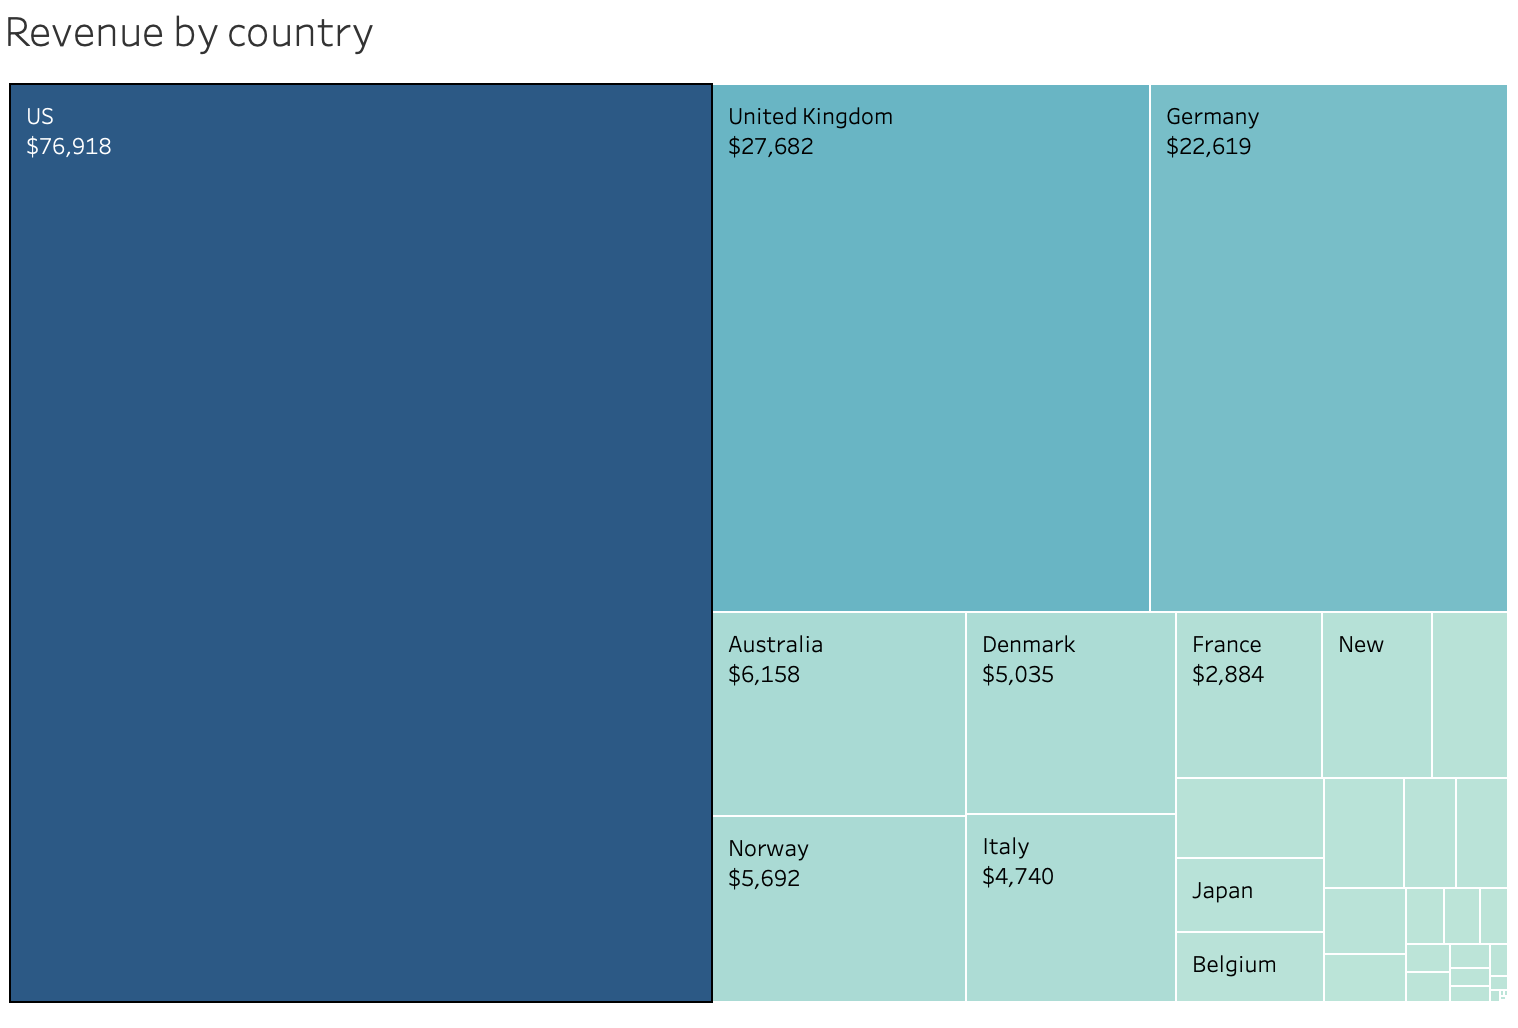 Revenue by country
US
$76,918
United Kingdom
$27,682
Germany
$22,619
Australia
$6,158
Denmark
$5,035
France
$2,884
New
Norway
$5,692
Italy
$4,740
Japan
Belgium